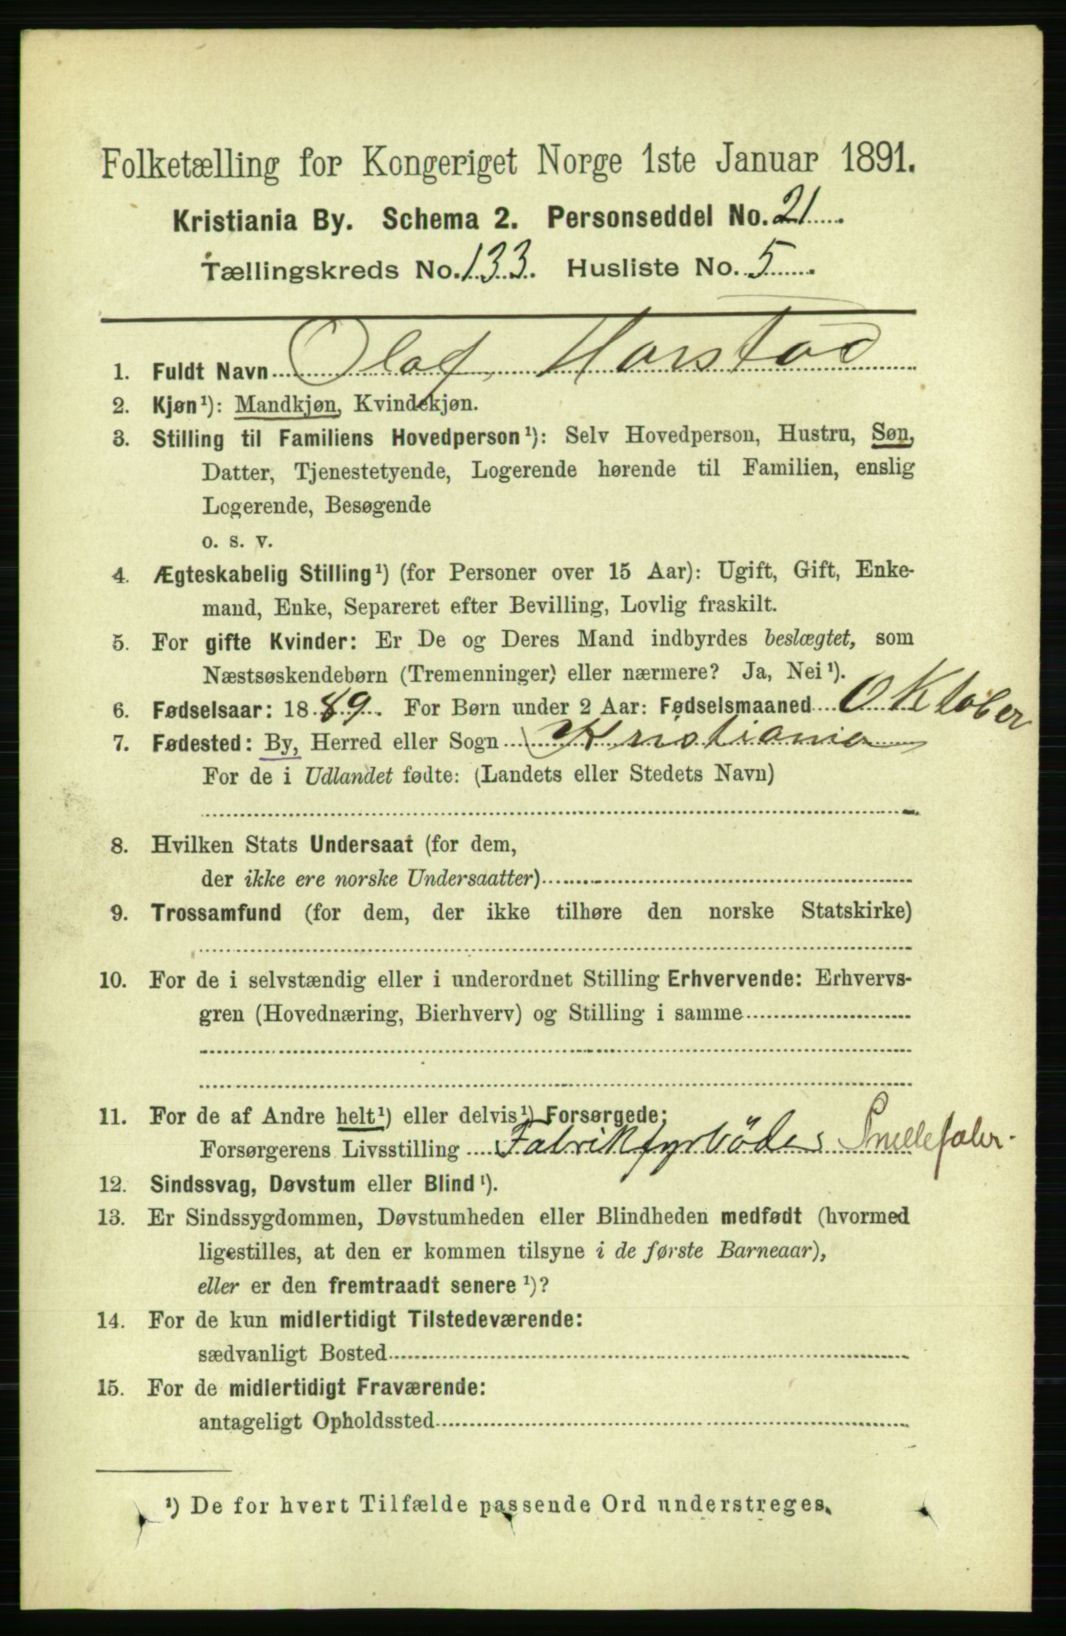 Folketælling for Kongeriget Norge 1ste Januar 1891.
Kristiania By. Schema 2. Personseddel No. 21
Tællingskreds No. 133. Husliste No. 5
1. Fuldt Navn Olaf Harstad
2. Kjøn¹): Mandkjøn, Kvindekjøn.
3. Stilling til Familiens Hovedperson¹): Selv Hovedperson, Hustru, Søn,
Datter, Tjenestetyende, Logerende hørende til Familien, enslig
Logerende, Besøgende
o. s. v.
4. Ægteskabelig Stilling¹) (for Personer over 15 Aar): Ugift, Gift, Enke-
mand, Enke, Separeret efter Bevilling, Lovlig fraskilt.
5. For gifte Kvinder: Er De og Deres Mand indbyrdes beslægtet, som
Næstsøskendebørn (Tremenninger) eller nærmere? Ja, Nei¹).
6. Fødselsaar: 1889. For Børn under 2 Aar: Fødselsmaaned Oktober
7. Fødested: By, Herred eller Sogn Kristiania
For de i Udlandet fødte: (Landets eller Stedets Navn)
8. Hvilken Stats Undersaat (for dem,
der ikke ere norske Undersaatter)
9. Trossamfund (for dem, der ikke tilhøre den norske Statskirke)
10. For de i selvstændig eller i underordnet Stilling Erhvervende: Erhvervs-
gren (Hovednæring, Bierhverv) og Stilling i samme
11. For de af Andre helt¹) eller delvis¹) Forsørgede:
Forsørgerens Livsstilling Fabrikfyrböder
12. Sindssvag, Døvstum eller Blind¹).
13. Er Sindssygdommen, Døvstumheden eller Blindheden medfødt (hvormed
ligestilles, at den er kommen tilsyne i de første Barneaar),
eller er den fremtraadt senere¹)?
14. For de kun midlertidigt Tilstedeværende:
sædvanligt Bosted
15. For de midlertidigt Fraværende:
antageligt Opholdssted
¹) De for hvert Tilfælde passende Ord understreges.